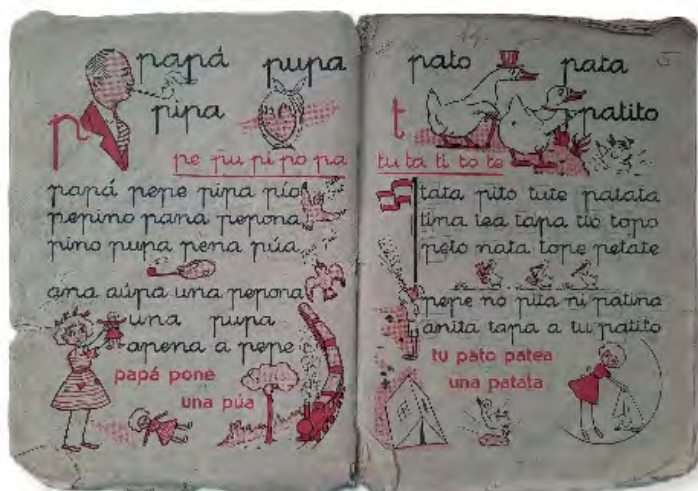 papá
pupa
pipa
p
pe pu pi po pa
papá pepe pipa pío
pepino pana pepona
pino pupa pena púa
ana aúpa una pepona
una pupa
apena a pepe
papá pone
una púa
5
pato
pata
patito
t
tu ta ti to te
tata pito tute patata
tina tea tapa tío topo
peto nata tope petate
pepe no pita ni patina
anita tapa a tu patito
tu pato patea
una patata